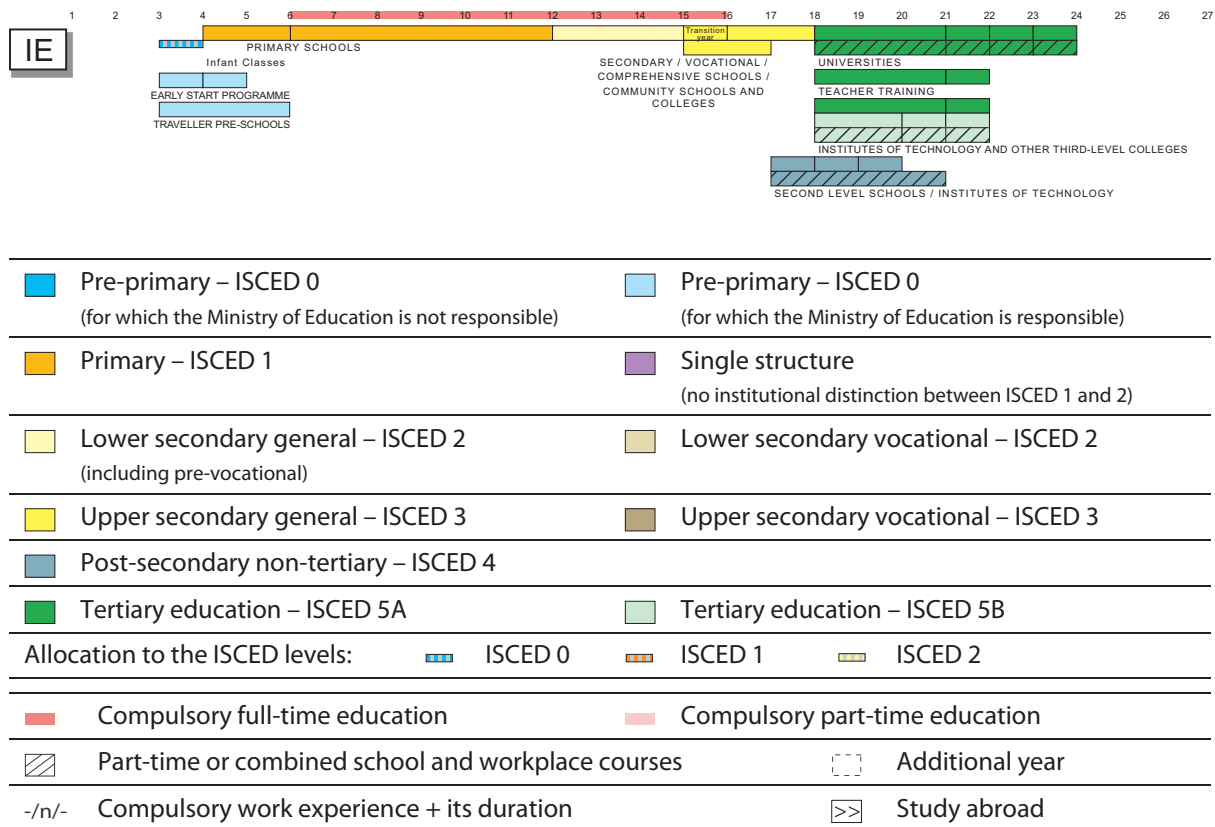 1 2 3 4 5 6 7 8 9 10 11 12 13 14 15 16 17 18 19 20 21 22 23 24 25 26 27
IE
Transition
year
PRIMARY SCHOOLS
Infant Classes
EARLY START PROGRAMME
TRAVELLER PRE-SCHOOLS
SECONDARY / VOCATIONAL /
COMPREHENSIVE SCHOOLS /
COMMUNITY SCHOOLS AND
COLLEGES
UNIVERSITIES
TEACHER TRAINING
INSTITUTES OF TECHNOLOGY AND OTHER THIRD-LEVEL COLLEGES
SECOND LEVEL SCHOOLS / INSTITUTES OF TECHNOLOGY
Pre-primary – ISCED 0
(for which the Ministry of Education is not responsible)
Pre-primary – ISCED 0
(for which the Ministry of Education is responsible)
Primary – ISCED 1
Single structure
(no institutional distinction between ISCED 1 and 2)
Lower secondary general – ISCED 2
(including pre-vocational)
Lower secondary vocational – ISCED 2
Upper secondary general – ISCED 3
Upper secondary vocational – ISCED 3
Post-secondary non-tertiary – ISCED 4
Tertiary education – ISCED 5A
Tertiary education – ISCED 5B
Allocation to the ISCED levels: ISCED 0 ISCED 1 ISCED 2
Compulsory full-time education
Compulsory part-time education
Part-time or combined school and workplace courses
Additional year
-/n/- Compulsory work experience + its duration
>> Study abroad